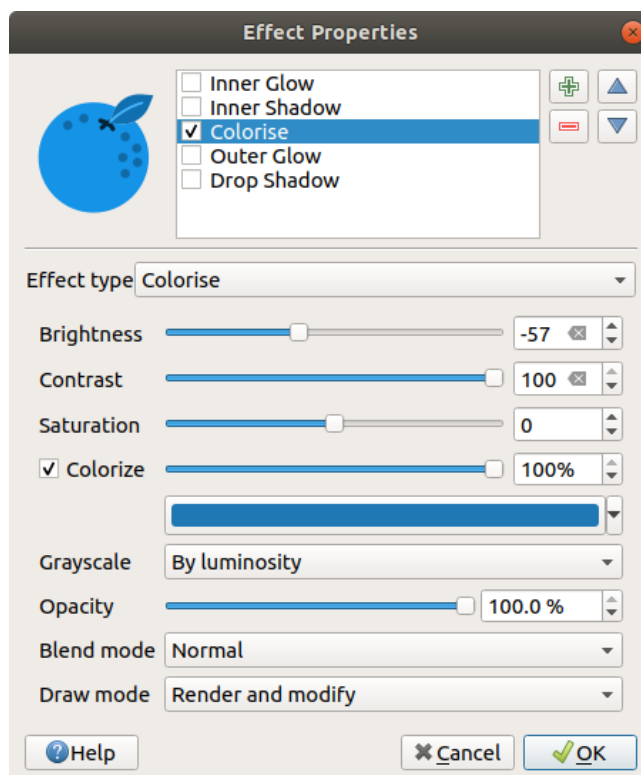 Effect Properties
Inner Glow
Inner Shadow
Colorise
Outer Glow
Drop Shadow
Effect type Colorise
Brightness -57
Contrast 100
Saturation 0
Colorize 100%
Grayscale By luminosity
Opacity 100.0 %
Blend mode Normal
Draw mode Render and modify
Help Cancel OK